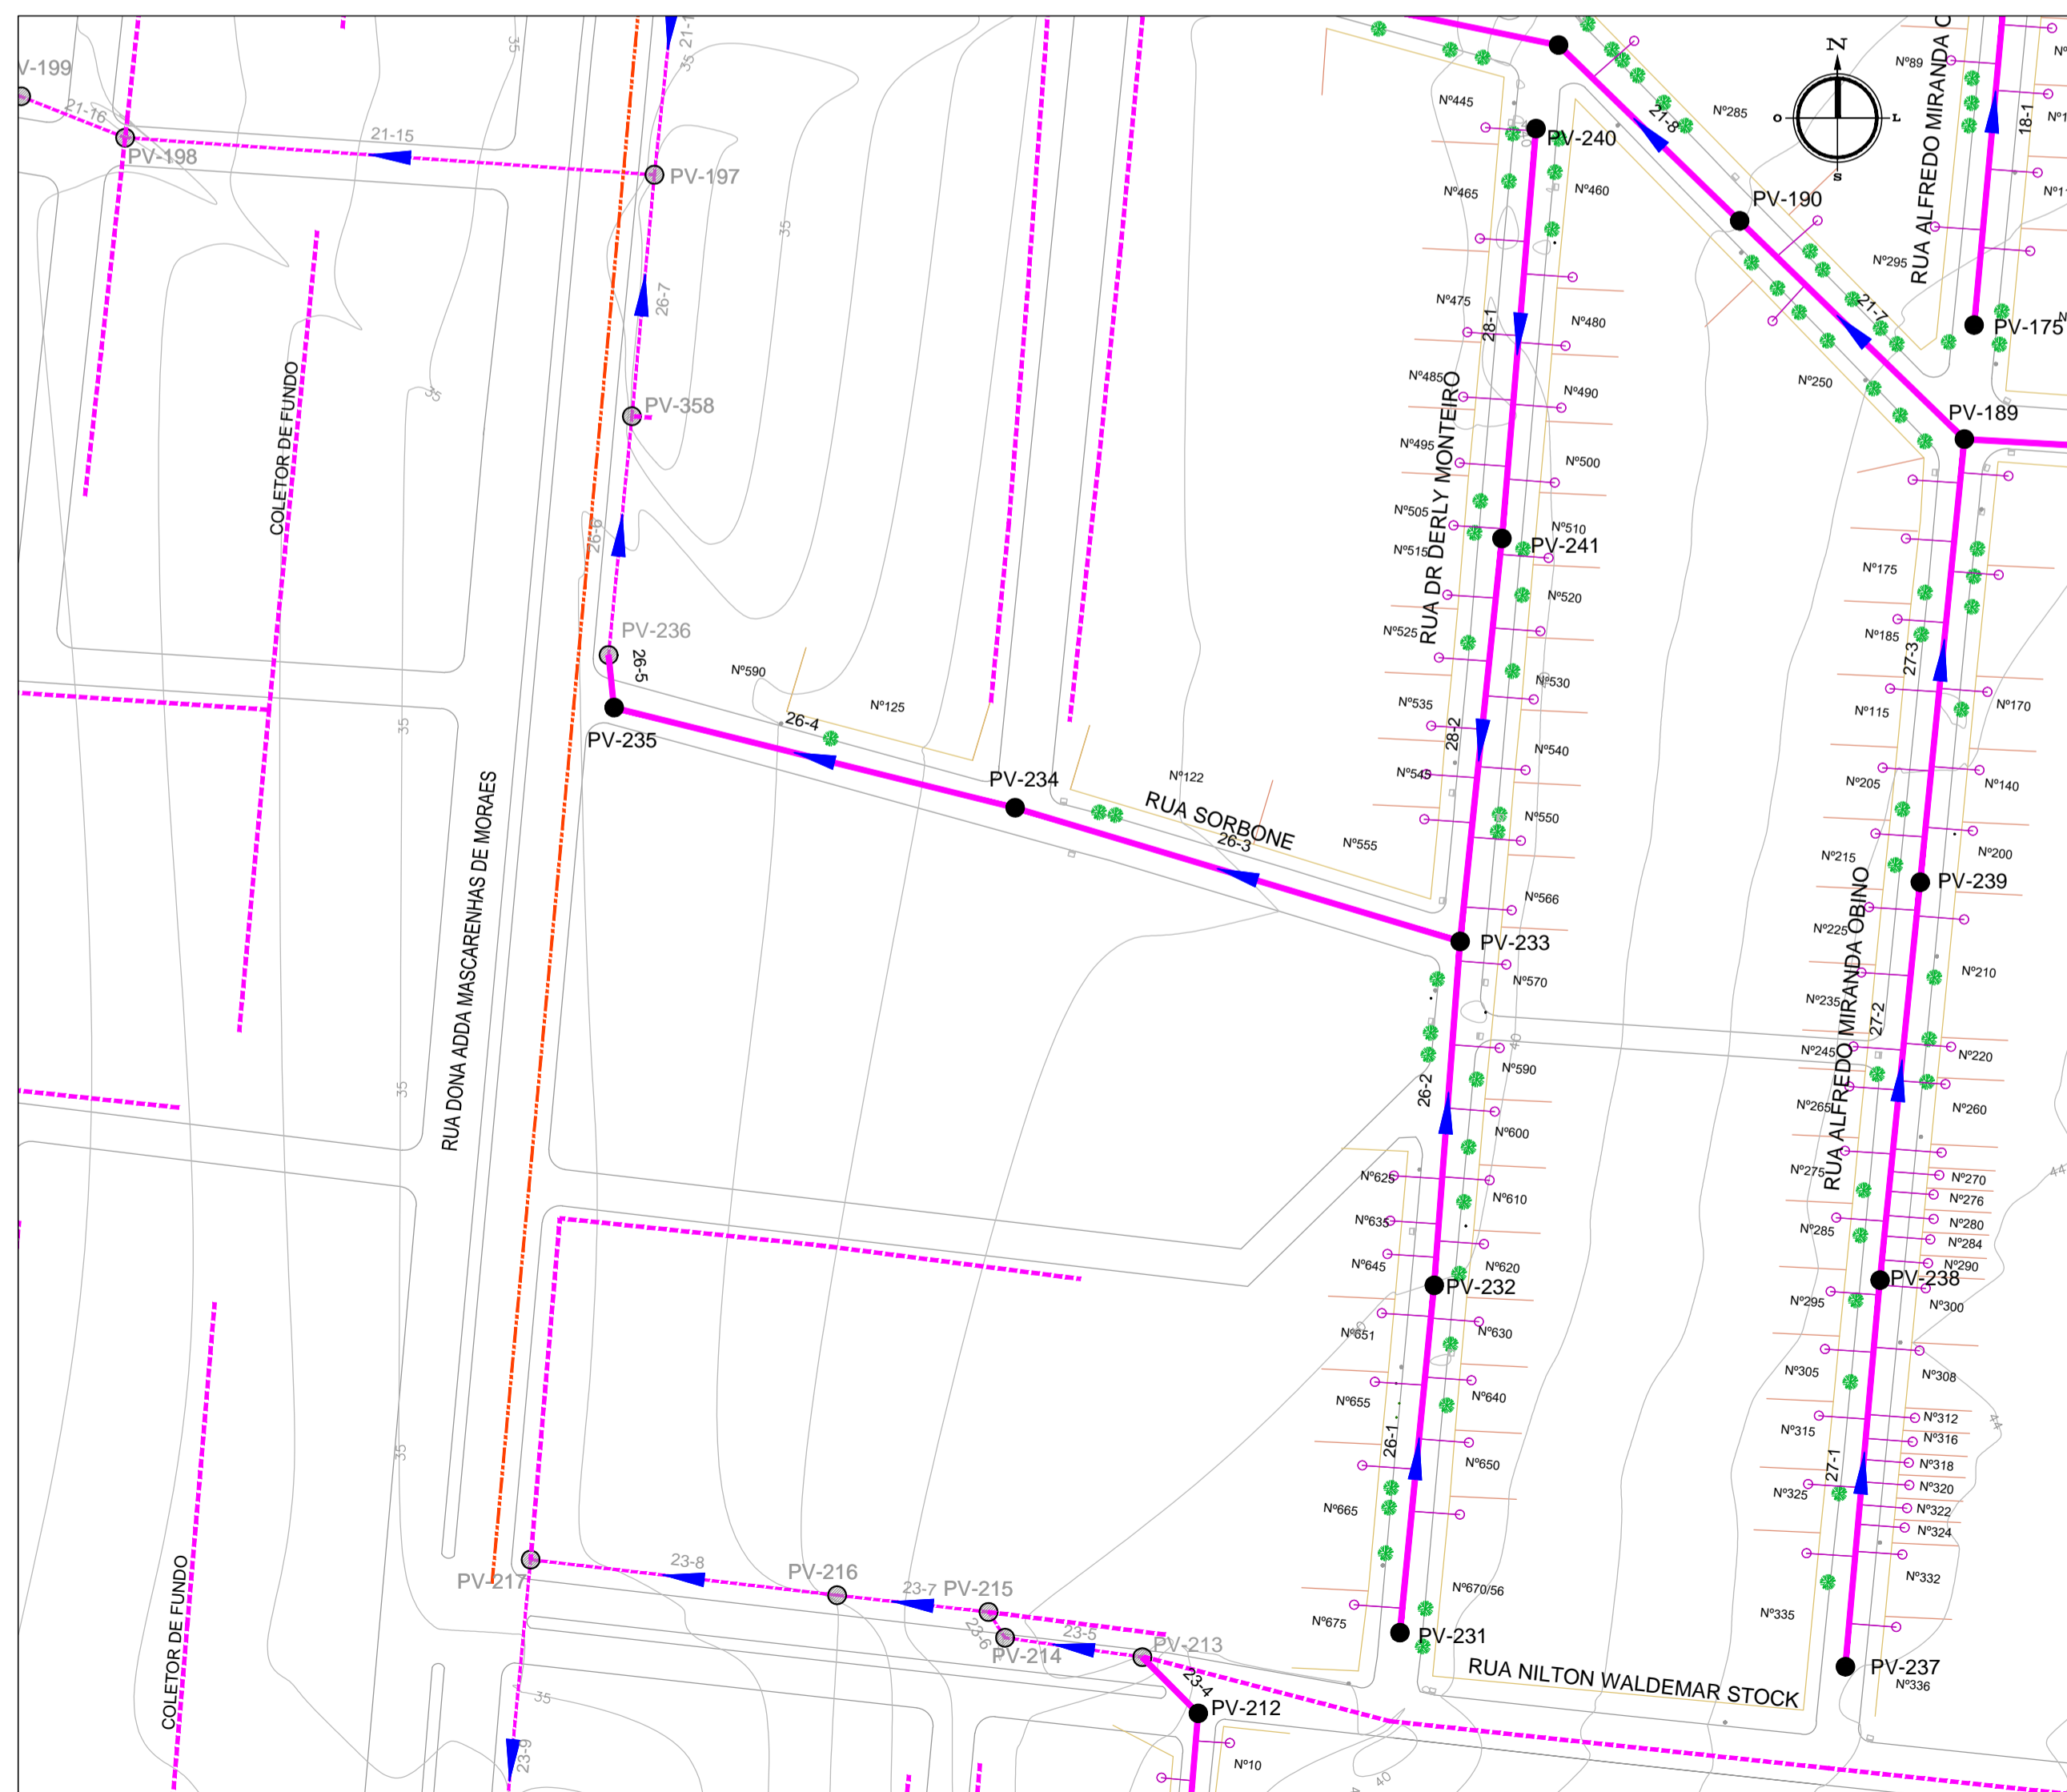 V-199
21-16
PV-198
21-15
PV-197
21-1
35
35
35
26-7
PV-358
26-6
35
PV-236
26-5
PV-235
COLETOR DE FUNDO
35
35
35
RUA DONA ADDA MASCARENHAS DE MORAES
COLETOR DE FUNDO
Nº590
26-4
Nº125
PV-234
Nº122
RUA SORBONE
26-3
Nº555
PV-233
Nº445
PV-240
Nº465
Nº460
Nº475
28-1
Nº480
Nº485
Nº490
RUA DR DERLY MONTEIRO
Nº495
Nº500
Nº505
Nº510
Nº515
PV-241
Nº520
Nº525
Nº530
Nº535
28-2
Nº540
Nº545
Nº550
Nº566
Nº570
40
26-2
Nº590
Nº600
Nº625
Nº610
Nº635
Nº645
Nº620
PV-232
Nº651
Nº630
Nº655
Nº640
26-1
Nº650
Nº665
Nº670/56
Nº675
PV-231
RUA NILTON WALDEMAR STOCK
Nº285
21-8
PV-190
N
O
L
S
Nº89
RUA ALFREDO MIRANDA O
18-1
Nº295
21-7
PV-175
Nº250
PV-189
Nº175
Nº185
27-3
Nº115
Nº170
Nº205
Nº140
Nº215
Nº200
PV-239
RUA ALFREDO MIRANDA OBINO
Nº225
Nº210
Nº235
27-2
Nº245
Nº220
Nº265
Nº260
Nº275
Nº270
Nº276
Nº285
Nº280
Nº284
Nº290
PV-238
Nº295
Nº300
Nº305
Nº308
44
44
Nº315
Nº312
Nº316
27-1
Nº318
Nº325
Nº320
Nº322
Nº324
Nº332
Nº335
PV-237
Nº336
PV-217
23-8
PV-216
23-7
PV-215
23-6
PV-214
23-5
PV-213
23-4
PV-212
Nº10
40
35
23-9